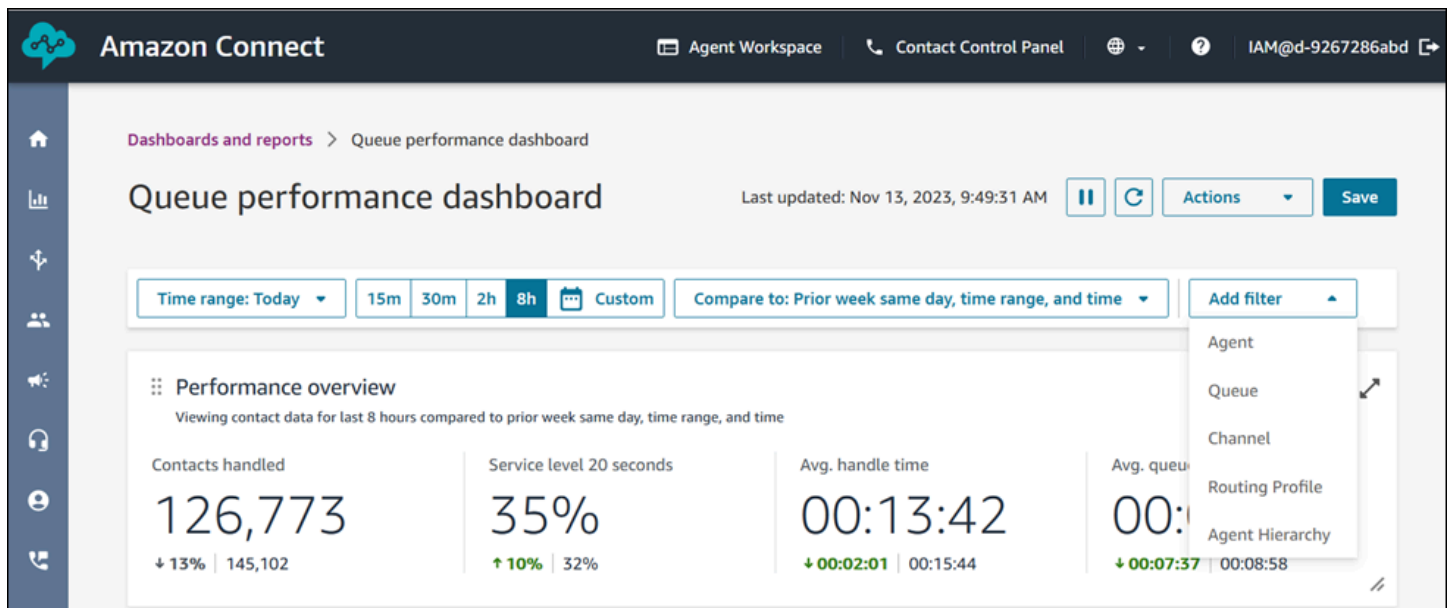 Amazon Connect
Agent Workspace
Contact Control Panel
IAM@d-9267286abd
Dashboards and reports > Queue performance dashboard
Queue performance dashboard
Last updated: Nov 13, 2023, 9:49:31 AM
Actions
Save
Time range: Today
15m 30m 2h 8h Custom
Compare to: Prior week same day, time range, and time
Add filter
Agent
Queue
Channel
Routing Profile
Agent Hierarchy
Performance overview
Viewing contact data for last 8 hours compared to prior week same day, time range, and time
Contacts handled
126,773
↓ 13% | 145,102
Service level 20 seconds
35%
↑ 10% | 32%
Avg. handle time
00:13:42
↓ 00:02:01 | 00:15:44
Avg.
00:
↓ 00:07:37 | 00:08:58